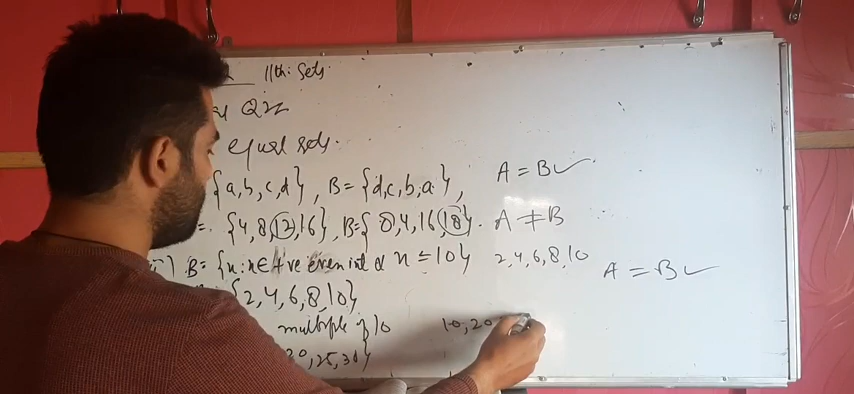 11th: Sets
Q2
equal sets.
{a,b,c,d}, B = {d,c,b,a}, A = B ✓
= {4,8,12,16}, B = {8,4,16,18}. A ≠ B
B = {x: x ∈ +ve even int & x ≤ 10} 2,4,6,8,10 A = B ✓
{2,4,6,8,10}
multiple of 10 10,20
20,25,30}